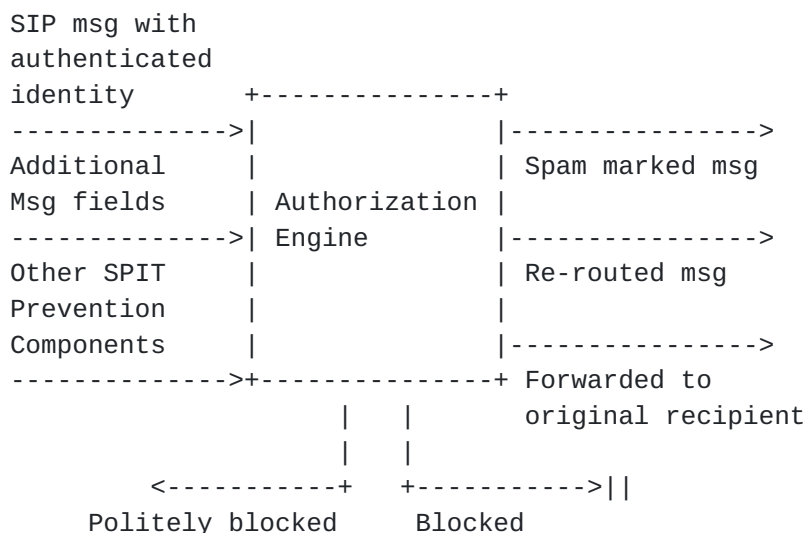 SIP msg with
authenticated
identity       +---------------+
-------------->|               |---------------->
Additional     |               | Spam marked msg
Msg fields     | Authorization |
-------------->| Engine        |---------------->
Other SPIT     |               | Re-routed msg
Prevention     |               |
Components     |               |---------------->
-------------->+---------------+ Forwarded to
                     |   |       original recipient
                     |   |
         <-----------+   +----------->||
     Politely blocked     Blocked